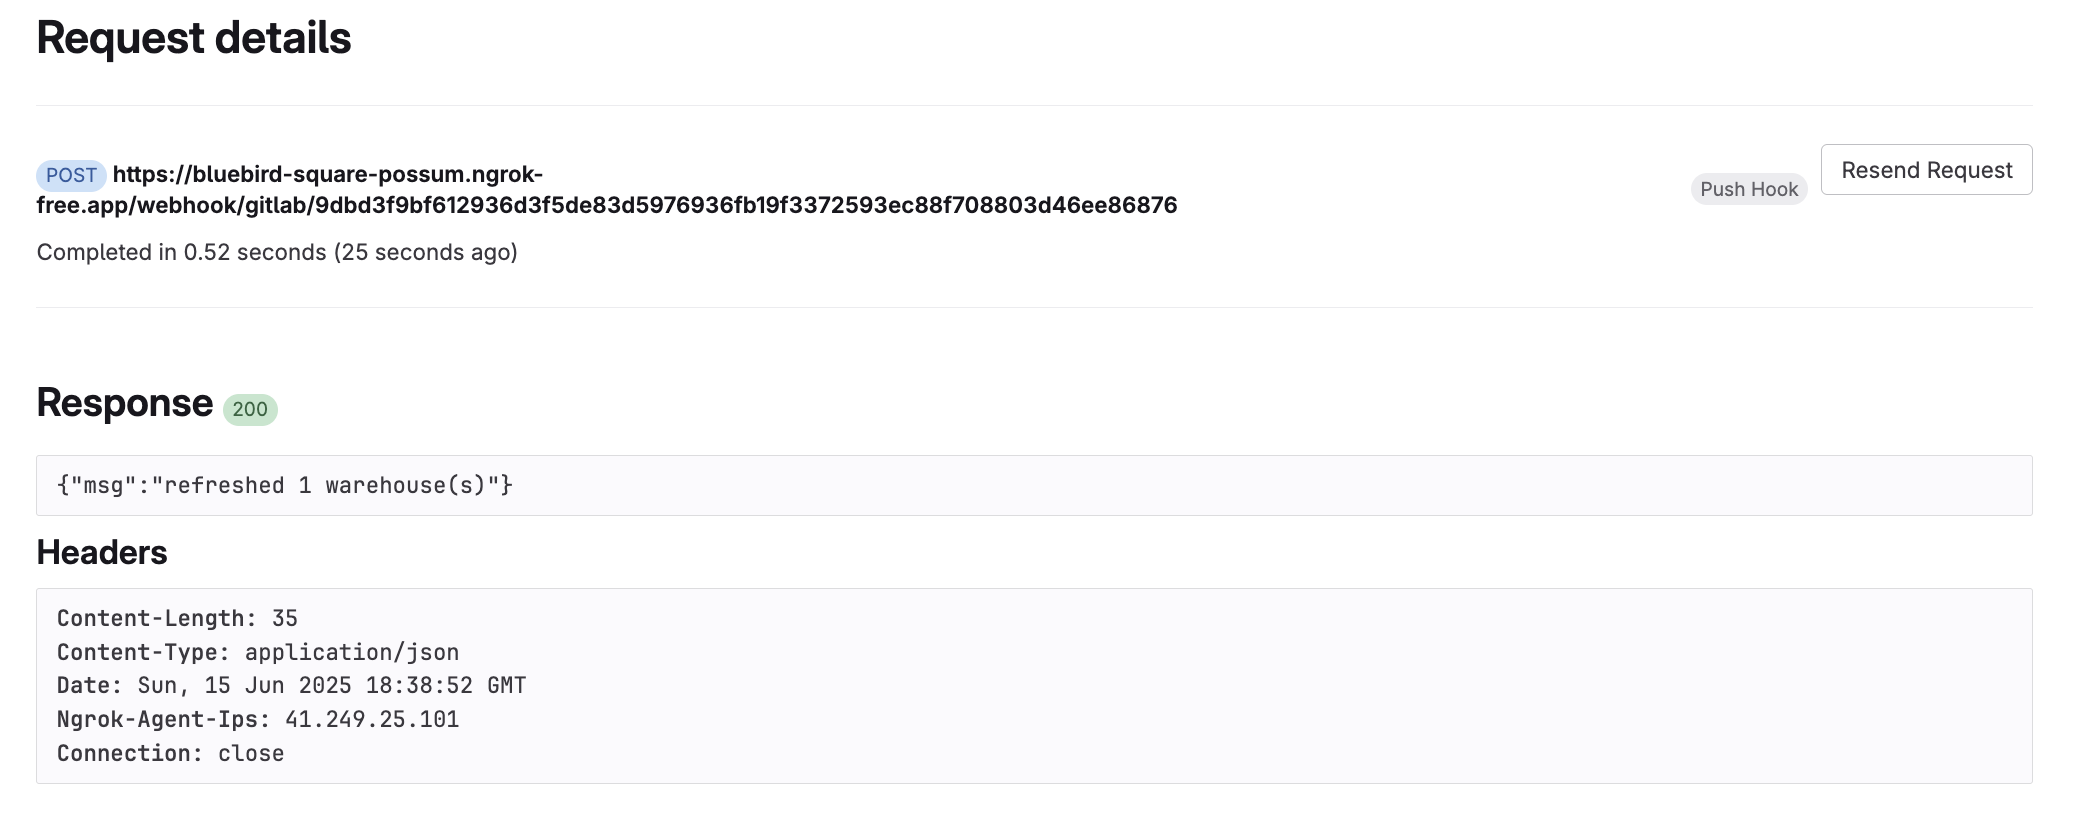 Request details
POST https://bluebird-square-possum.ngrok-
free.app/webhook/gitlab/9dbd3f9bf612936d3f5de83d5976936fb19f3372593ec88f708803d46ee86876
Push Hook
Resend Request
Completed in 0.52 seconds (25 seconds ago)
Response 200
{"msg":"refreshed 1 warehouse(s)"}
Headers
Content-Length: 35
Content-Type: application/json
Date: Sun, 15 Jun 2025 18:38:52 GMT
Ngrok-Agent-Ips: 41.249.25.101
Connection: close